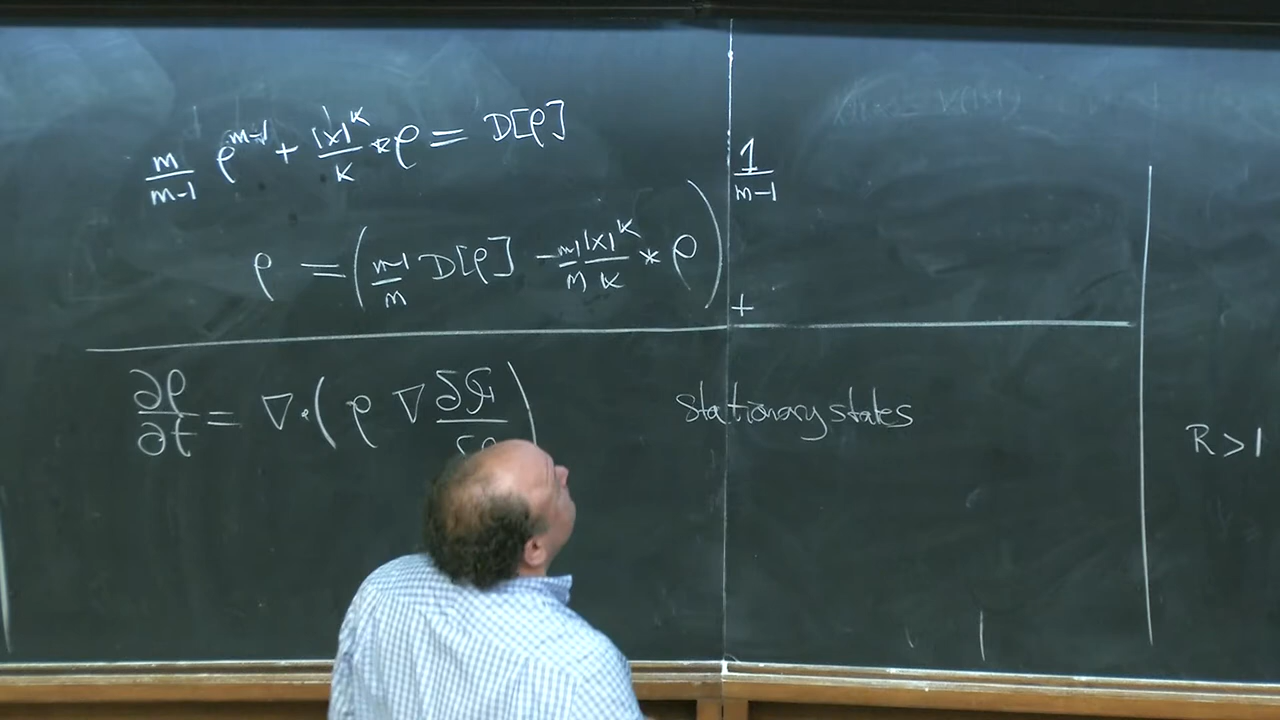 m/(m-1) ρ^(m-1) + |x|^k/k * ρ = D[ρ]
ρ = ( (m-1)/m D[ρ] - (m-1)/m |x|^k/k * ρ )_+^(1/(m-1))
∂ρ/∂t = ∇·( ρ ∇ δF/δρ )
stationary states
R > 1